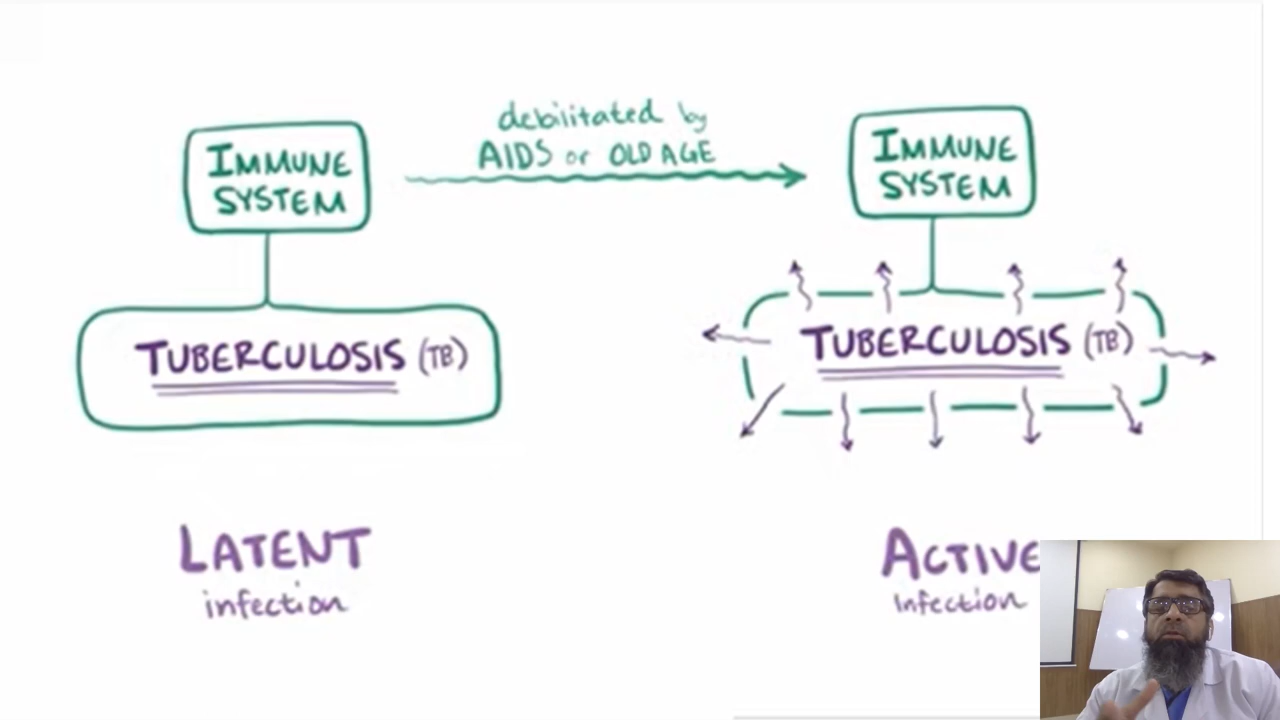 debilitated by
AIDS or OLD AGE
IMMUNE
SYSTEM
IMMUNE
SYSTEM
TUBERCULOSIS (TB)
TUBERCULOSIS (TB)
LATENT
infection
ACTIVE
Infection